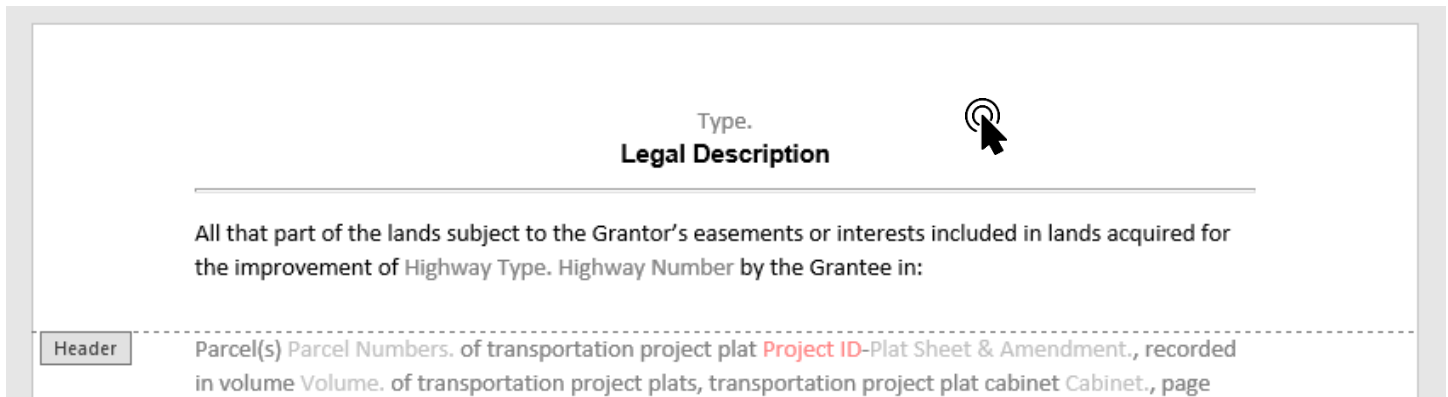 Type.
Legal Description
All that part of the lands subject to the Grantor’s easements or interests included in lands acquired for
the improvement of Highway Type. Highway Number by the Grantee in:
Header
Parcel(s) Parcel Numbers. of transportation project plat Project ID-Plat Sheet & Amendment., recorded
in volume Volume. of transportation project plats, transportation project plat cabinet Cabinet., page